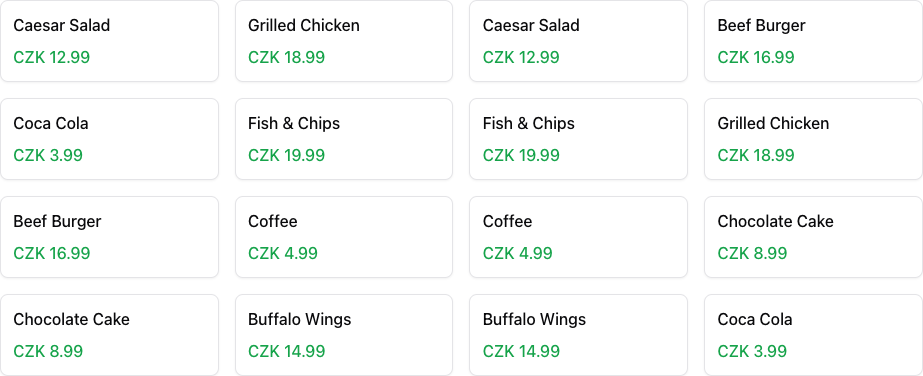 Caesar Salad
CZK 12.99
Grilled Chicken
CZK 18.99
Caesar Salad
CZK 12.99
Beef Burger
CZK 16.99
Coca Cola
CZK 3.99
Fish & Chips
CZK 19.99
Fish & Chips
CZK 19.99
Grilled Chicken
CZK 18.99
Beef Burger
CZK 16.99
Coffee
CZK 4.99
Coffee
CZK 4.99
Chocolate Cake
CZK 8.99
Chocolate Cake
CZK 8.99
Buffalo Wings
CZK 14.99
Buffalo Wings
CZK 14.99
Coca Cola
CZK 3.99